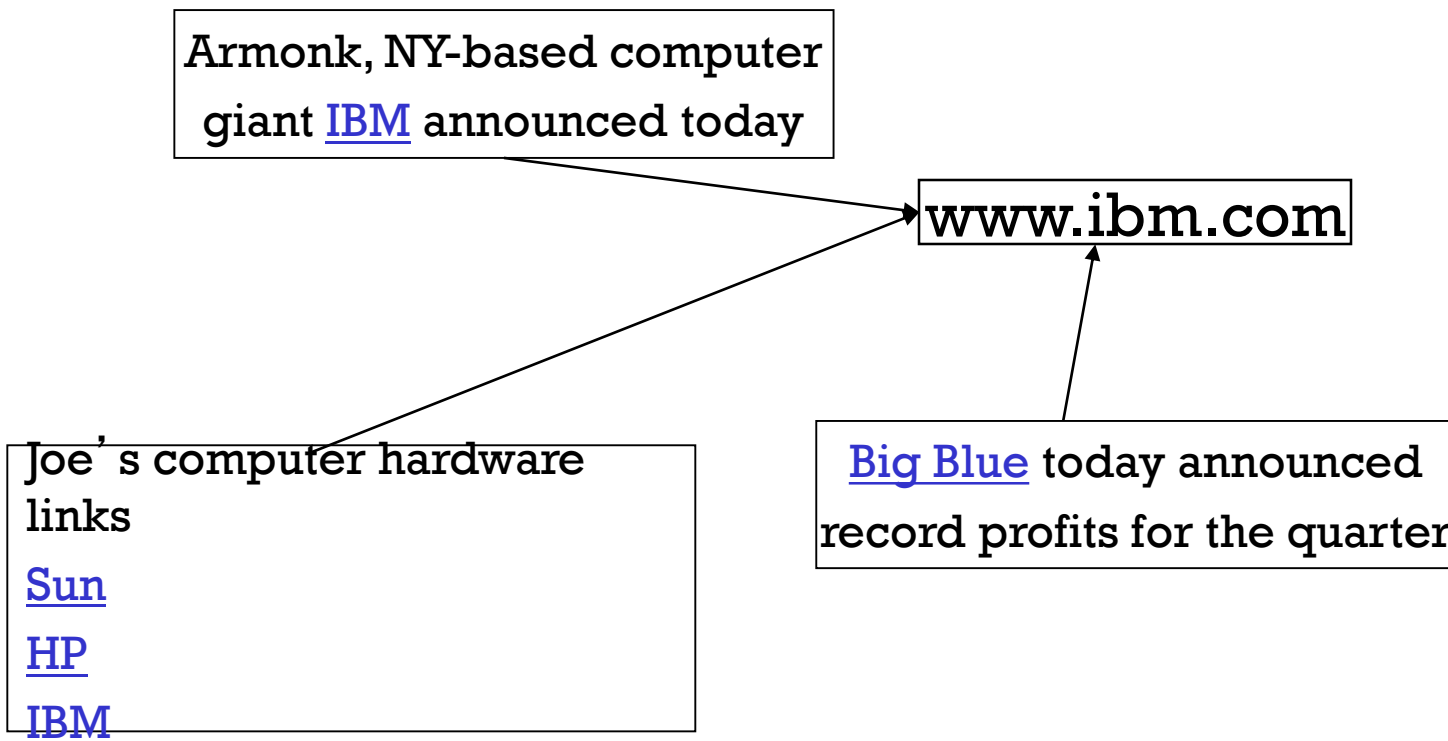 Armonk, NY-based computer
giant IBM announced today
www.ibm.com
Joe’s computer hardware
links
Sun
HP
IBM
Big Blue today announced
record profits for the quarter